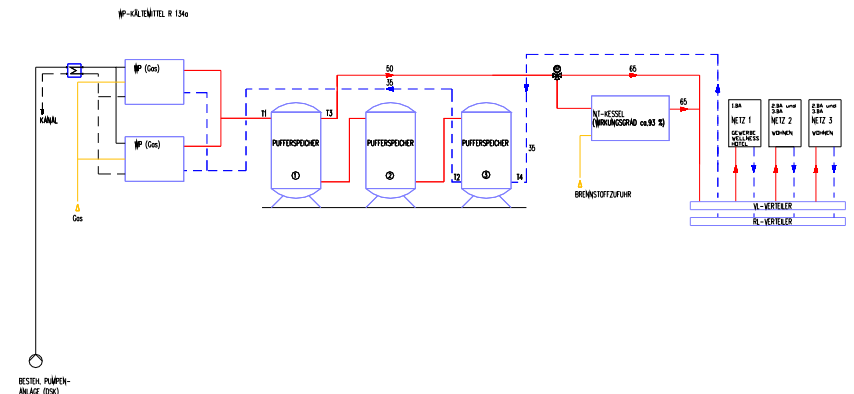 WP-KÄLTEMITTEL R 134a
WP (Gas)
KANAL
WP (Gas)
Gas
BESTEH. PUMPEN-
ANLAGE (DSK)
T1
T3
50
35
PUFFERSPEICHER
1
PUFFERSPEICHER
2
PUFFERSPEICHER
3
T2
T4
35
65
NT-KESSEL
(WIRKUNGSGRAD ca.93 %)
65
BRENNSTOFFZUFUHR
1.BA
NETZ 1
GEWERBE
WELLNESS
HOTEL
2.BA und
3.BA
NETZ 2
WOHNEN
2.BA und
3.BA
NETZ 3
WOHNEN
VL-VERTEILER
RL-VERTEILER